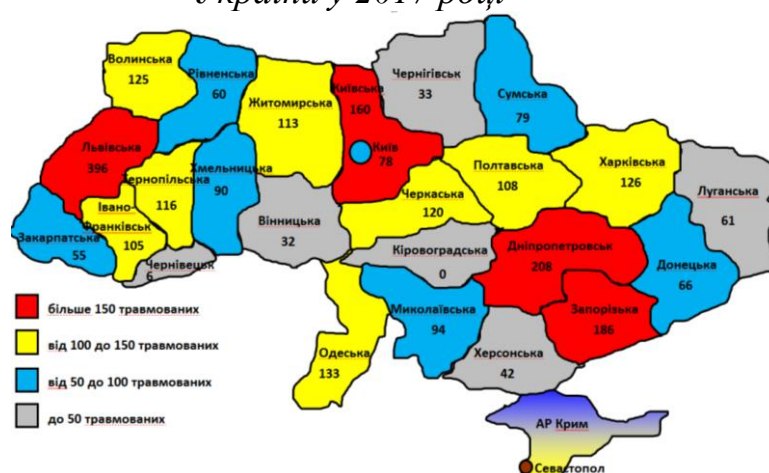 України у 2017 році
Волинська
125
Рівненська
60
Житомирська
113
Київська
160
Київ
78
Чернігівськ
33
Сумська
79
Львівська
396
Тернопільська
116
Хмельницька
90
Івано-
Франківськ
105
Закарпатська
55
Чернівецьк
6
Вінницька
32
Черкаська
120
Полтавська
108
Харківська
126
Луганська
61
Кіровоградська
0
Дніпропетровськ
208
Донецька
66
Запорізька
186
Миколаївська
94
Одеська
133
Херсонська
42
АР Крим
Севастополь
більше 150 травмованих
від 100 до 150 травмованих
від 50 до 100 травмованих
до 50 травмованих